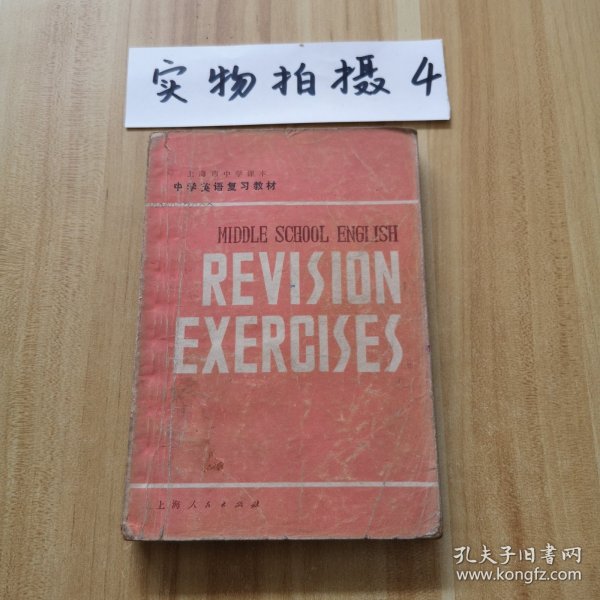 实物拍摄 4
上海市中学课本
中学英语复习教材
MIDDLE SCHOOL ENGLISH
REVISION
EXERCISES
上海人民出版社
孔夫子旧书网
www.kongfz.com